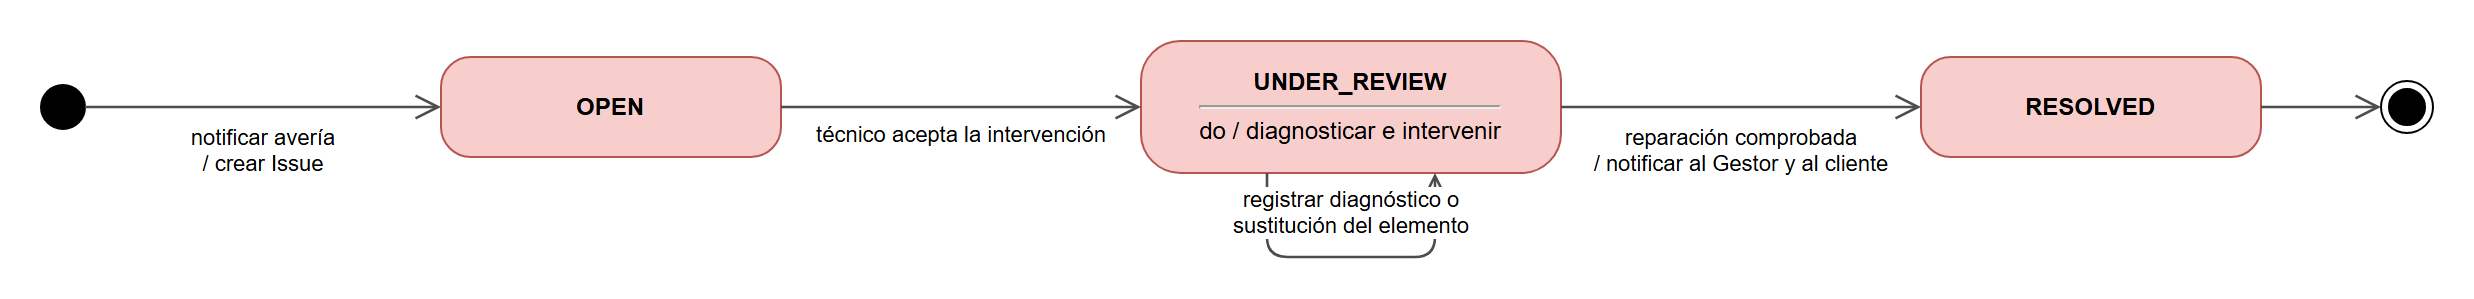 notificar avería
/ crear Issue
OPEN
técnico acepta la intervención
UNDER_REVIEW
do / diagnosticar e intervenir
registrar diagnóstico o
sustitución del elemento
reparación comprobada
/ notificar al Gestor y al cliente
RESOLVED